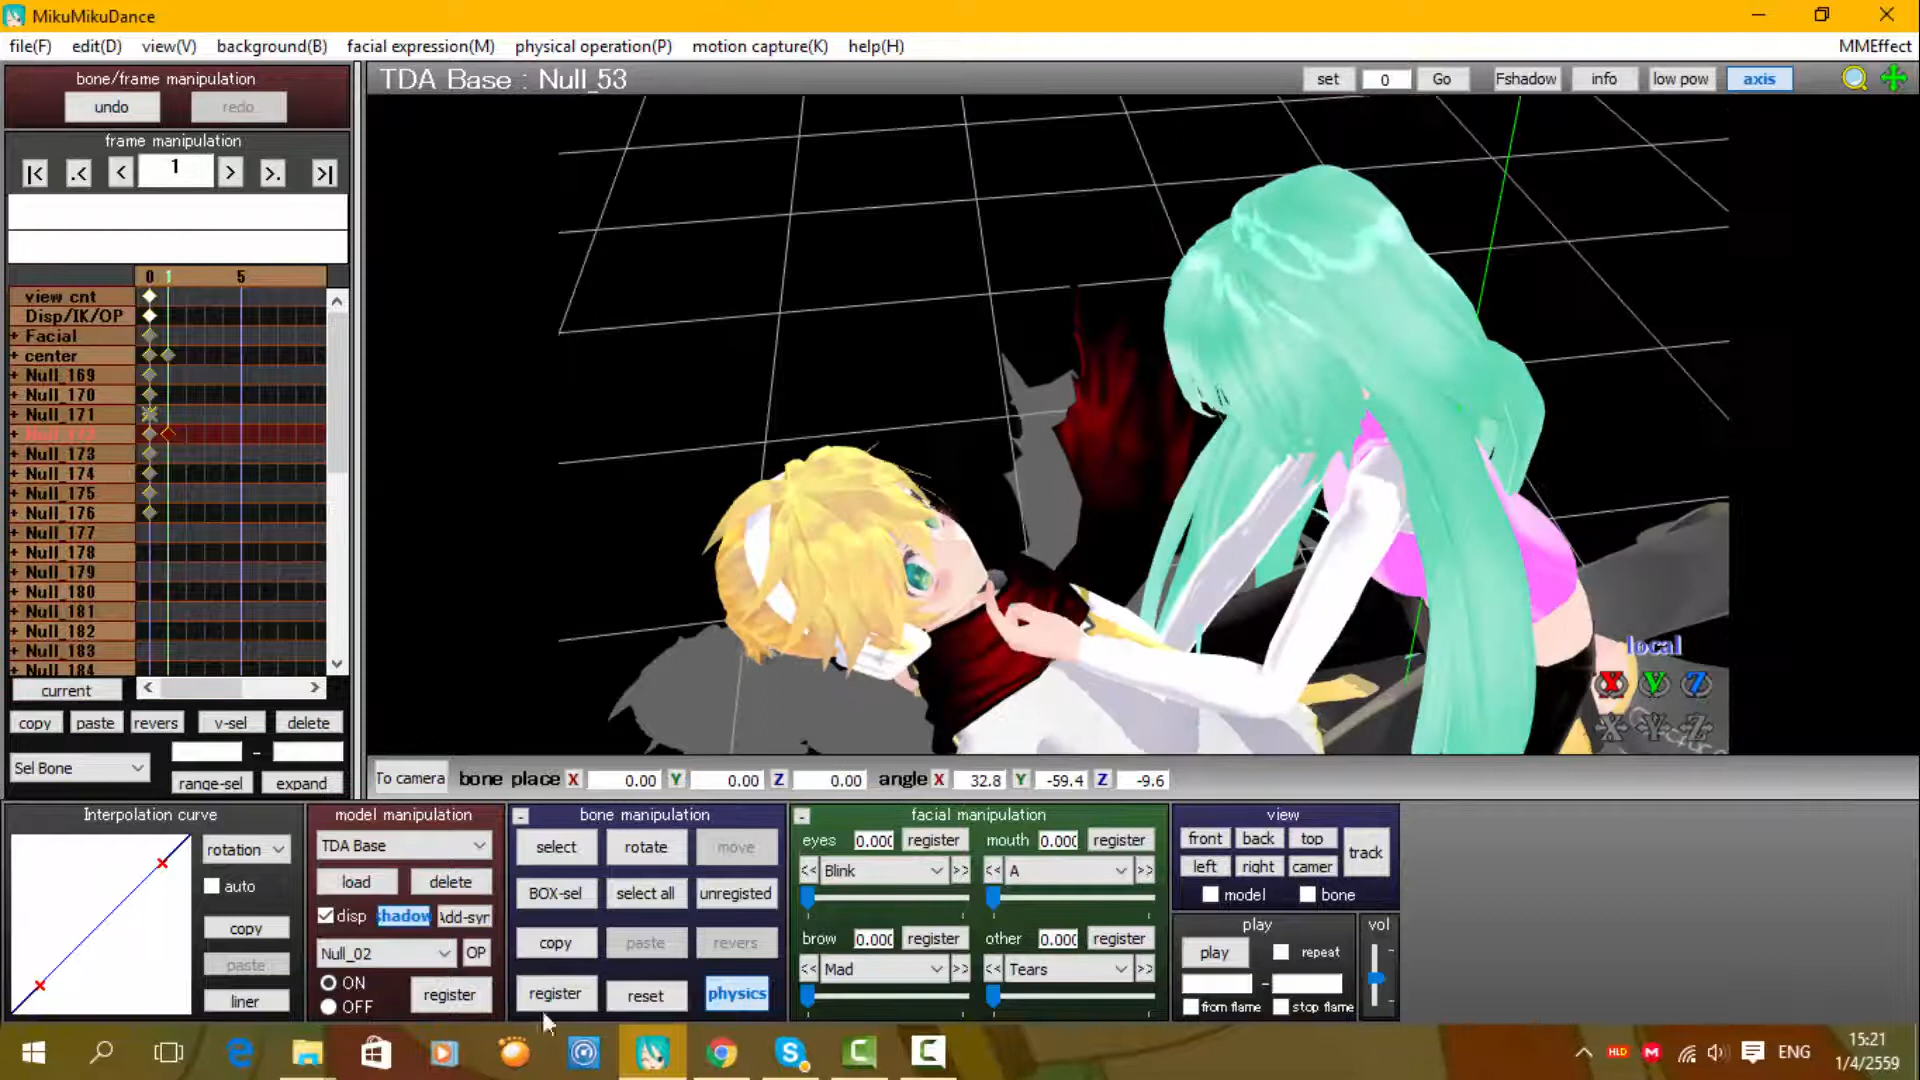 MikuMikuDance
file(F) edit(D) view(V) background(B) facial expression(M) physical operation(P) motion capture(K) help(H) MMEffect
bone/frame manipulation
undo redo
TDA Base : Null_53
set 0 Go Fshadow info low pow axis
frame manipulation
|< .< < 1 > >. >|
0 1 5
view cnt
Disp/IK/OP
+ Facial
+ center
+ Null_169
+ Null_170
+ Null_171
+ Null_172
+ Null_173
+ Null_174
+ Null_175
+ Null_176
+ Null_177
+ Null_178
+ Null_179
+ Null_180
+ Null_181
+ Null_182
+ Null_183
+ Null_184
local
X Y Z
X Y Z
current
copy paste revers v-sel delete
-
Sel Bone
range-sel expand
To camera bone place X 0.00 Y 0.00 Z 0.00 angle X 32.8 Y -59.4 Z -9.6
Interpolation curve
rotation
auto
copy
paste
liner
model manipulation
TDA Base
load delete
disp shadow Add-syn
Null_02 OP
ON
OFF
register
- bone manipulation
select rotate move
BOX-sel select all unregisted
copy paste revers
register reset physics
- facial manipulation
eyes 0.000 register mouth 0.000 register
<< Blink >> << A >>
brow 0.000 register other 0.000 register
<< Mad >> << Tears >>
view
front back top
left right camer track
model bone
play
play repeat
-
from flame stop flame
vol
HLD ENG
15:21
1/4/2559